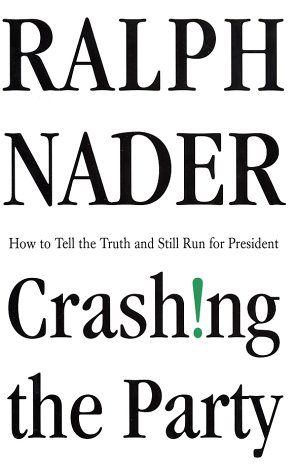 RALPH
NADER
How to Tell the Truth and Still Run for President
Crash!ng
the Party